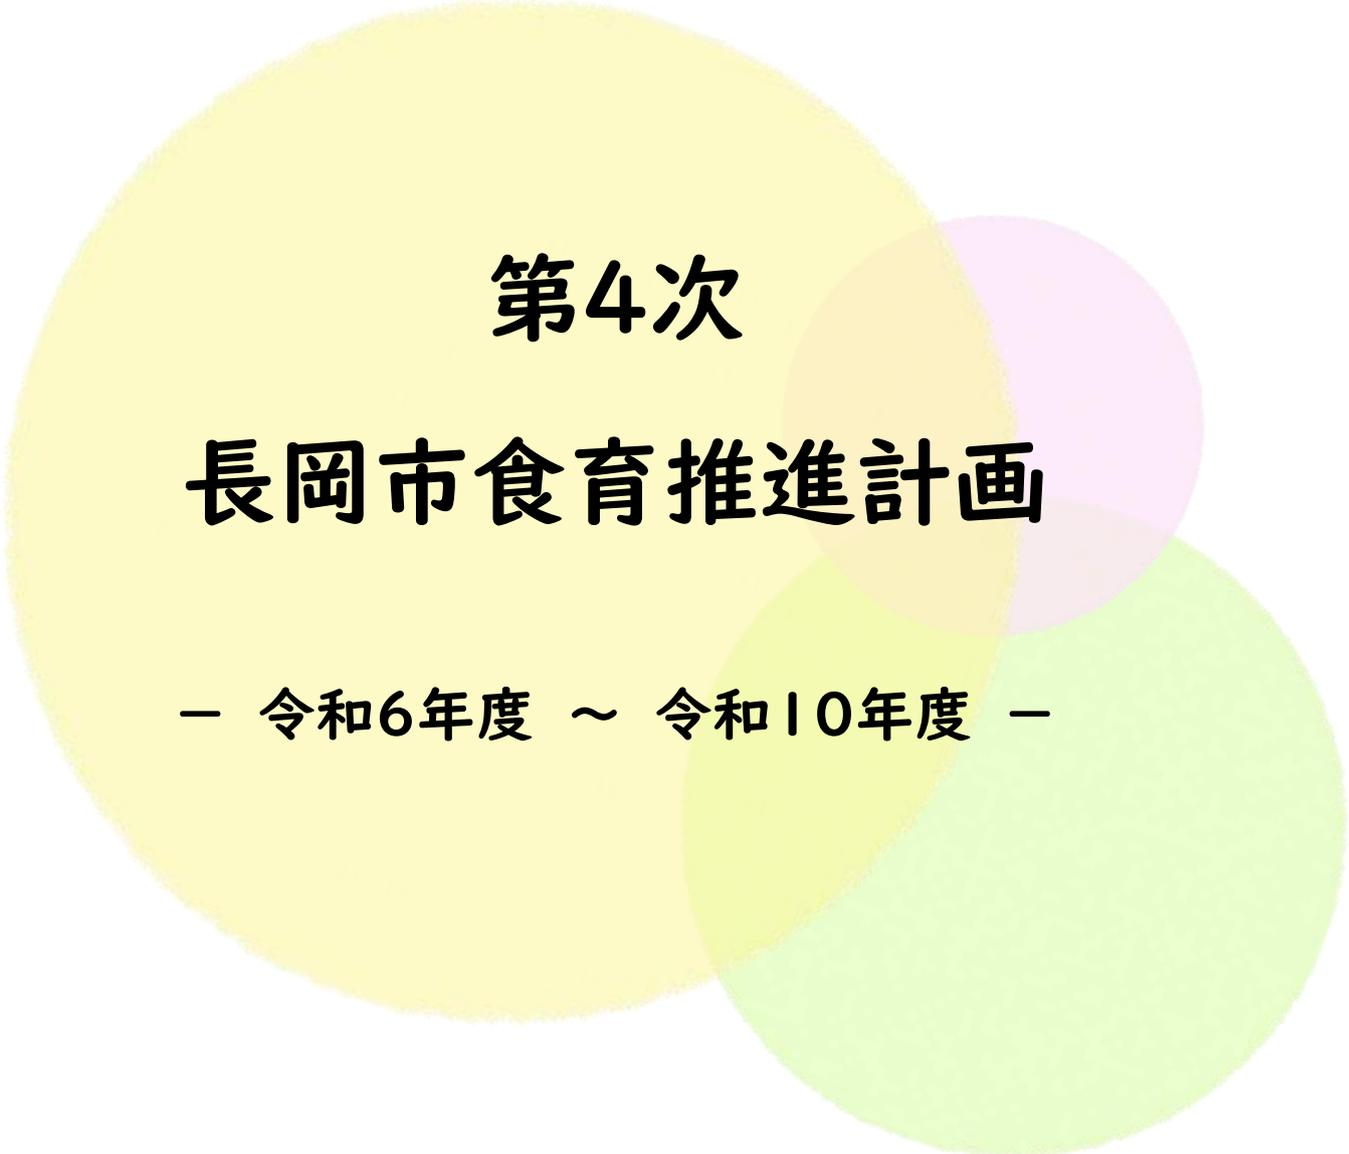 第4次
長岡市食育推進計画
－ 令和6年度 ～ 令和10年度 －